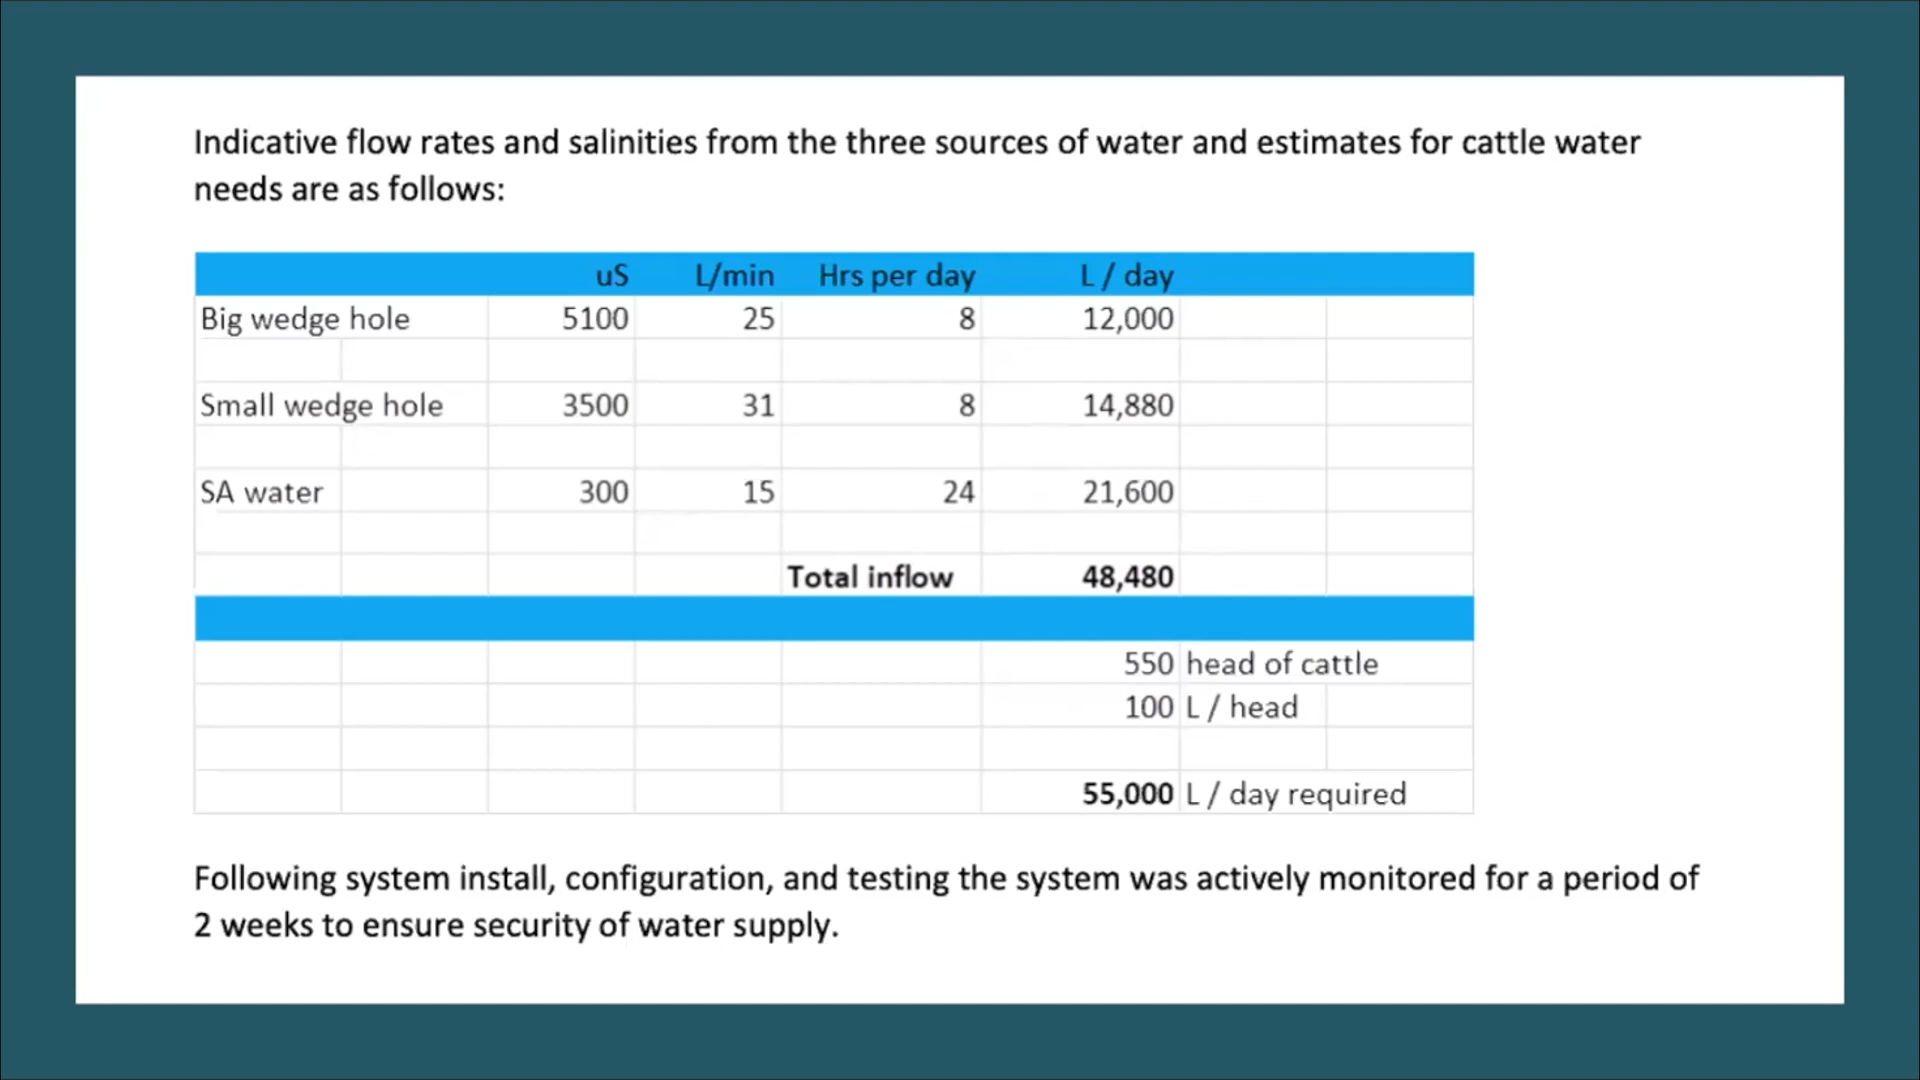 Indicative flow rates and salinities from the three sources of water and estimates for cattle water
needs are as follows:
uS L/min Hrs per day L / day
Big wedge hole 5100 25 8 12,000
Small wedge hole 3500 31 8 14,880
SA water 300 15 24 21,600
Total inflow 48,480
550 head of cattle
100 L / head
55,000 L / day required
Following system install, configuration, and testing the system was actively monitored for a period of
2 weeks to ensure security of water supply.